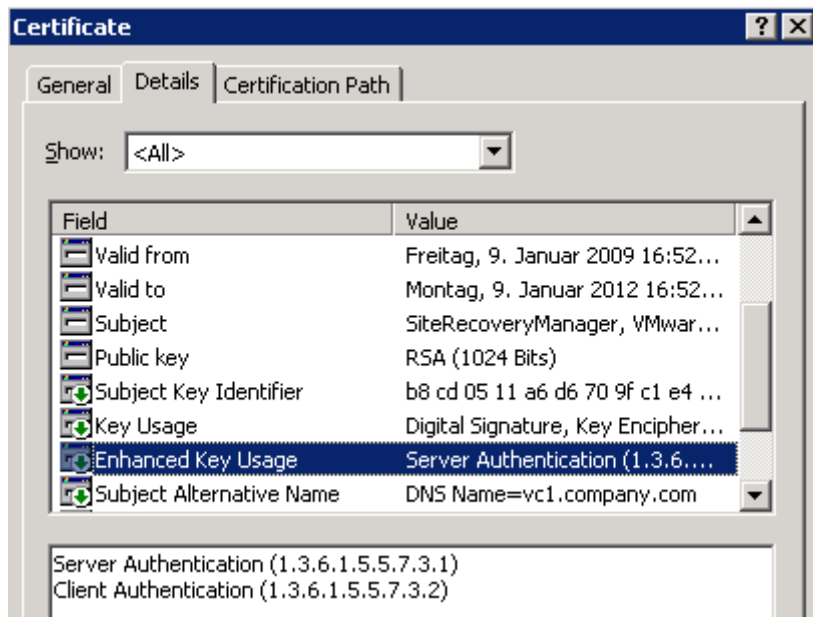 Certificate
General Details Certification Path
Show: <All>
Field Value
Valid from Freitag, 9. Januar 2009 16:52...
Valid to Montag, 9. Januar 2012 16:52...
Subject SiteRecoveryManager, VMwar...
Public key RSA (1024 Bits)
Subject Key Identifier b8 cd 05 11 a6 d6 70 9f c1 e4 ...
Key Usage Digital Signature, Key Encipher...
Enhanced Key Usage Server Authentication (1.3.6....
Subject Alternative Name DNS Name=vc1.company.com
Server Authentication (1.3.6.1.5.5.7.3.1)
Client Authentication (1.3.6.1.5.5.7.3.2)